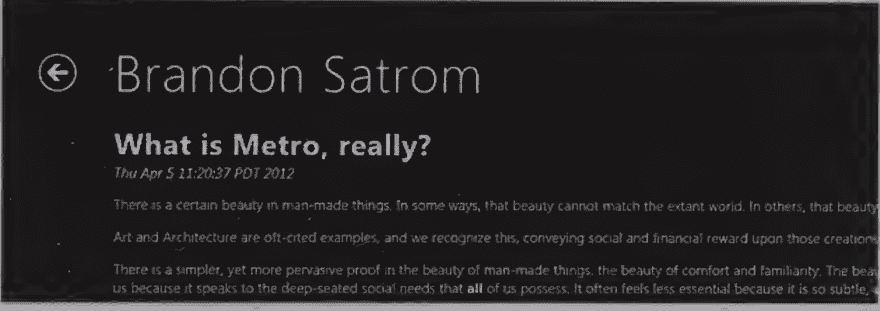 Brandon Satrom
What is Metro, really?
Thu Apr 5 11:20:37 PDT 2012
There is a certain beauty in man-made things. In some ways, that beauty cannot match the extant world. In others, that beauty
Art and Architecture are oft-cited examples, and we recognize this, conveying social and financial reward upon those creations
There is a simpler, yet more pervasive proof in the beauty of man-made things. the beauty of comfort and familiarity. The
us because it speaks to the deep-seated social needs that all of us possess. It often feels less essential because it is so subtle,